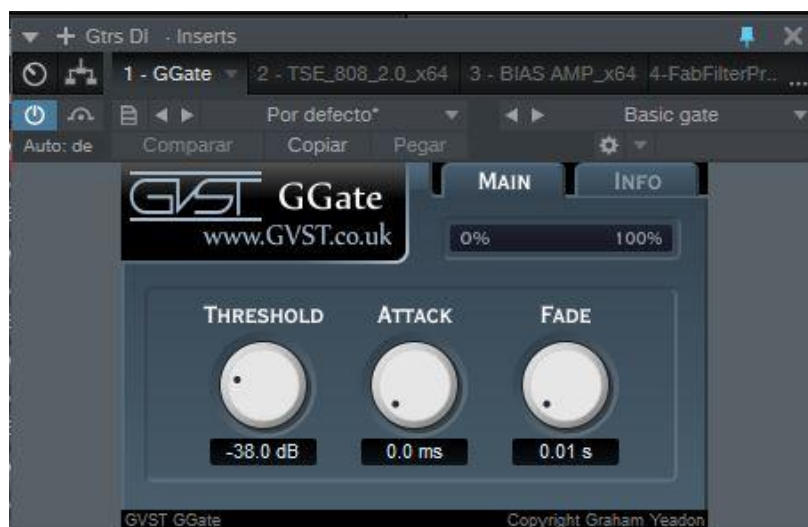 Gtrs DI - Inserts
1 - GGate 2 - TSE_808_2.0_x64 3 - BIAS AMP_x64 4-FabFilterPr.. ...
Por defecto* Basic gate
Auto: de Comparar Copiar Pegar
GVST GGate MAIN INFO
www.GVST.co.uk 0% 100%
THRESHOLD ATTACK FADE
-38.0 dB 0.0 ms 0.01 s
GVST GGate Copyright Graham Yeadon